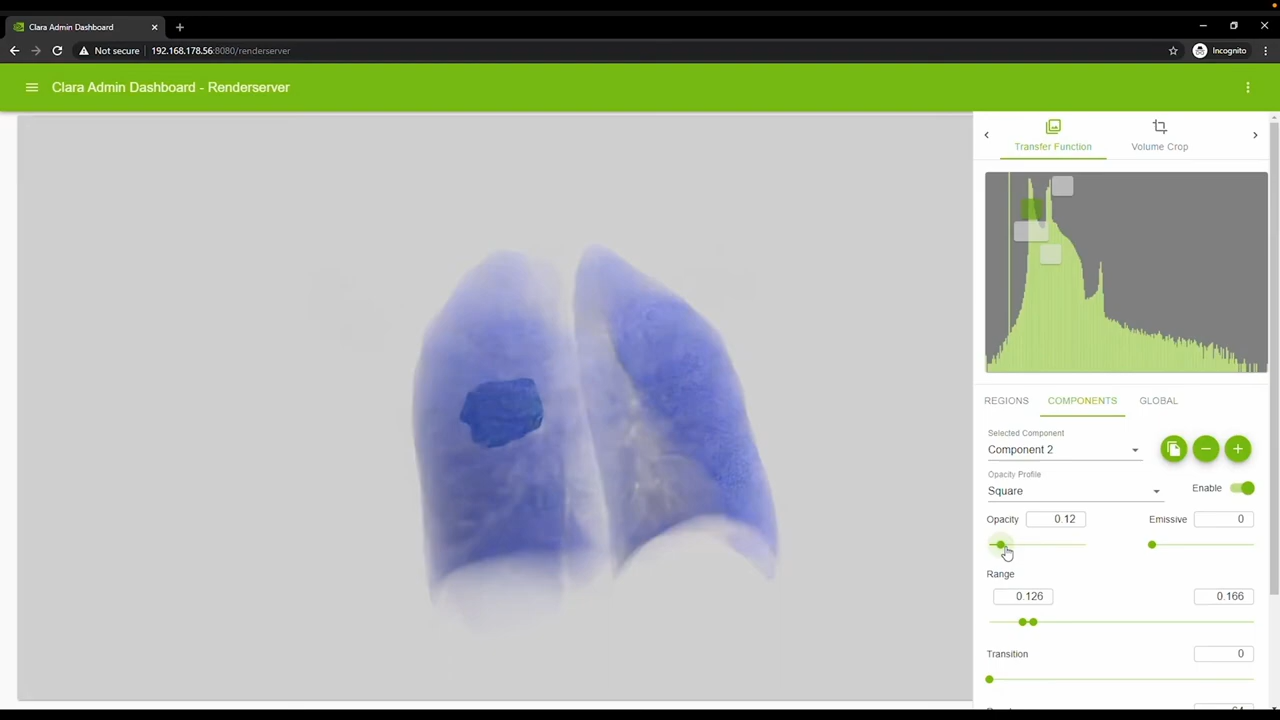 Clara Admin Dashboard
Not secure
192.168.178.56:8080/renderserver
Incognito
Clara Admin Dashboard - Renderserver
Transfer Function
Volume Crop
REGIONS
COMPONENTS
GLOBAL
Selected Component
Component 2
Opacity Profile
Square
Enable
Opacity
0.12
Emissive
0
Range
0.126
0.166
Transition
0